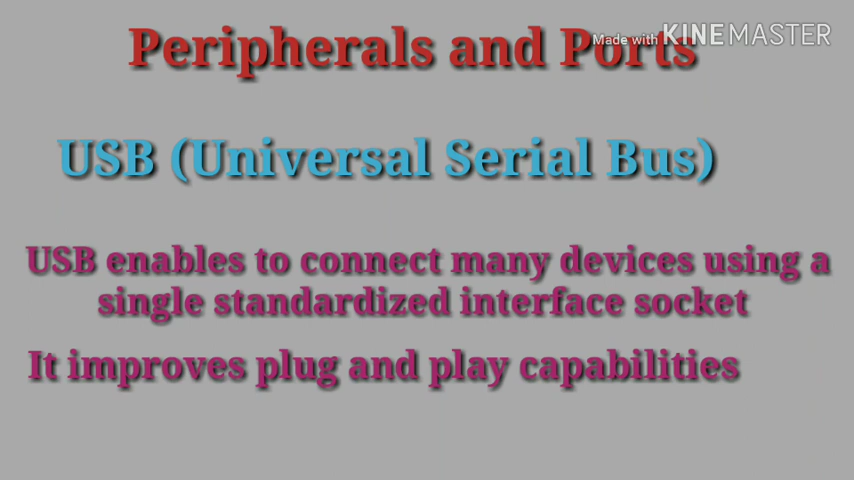 Peripherals and Ports
Made with KINEMASTER
USB (Universal Serial Bus)
USB enables to connect many devices using a
single standardized interface socket
It improves plug and play capabilities